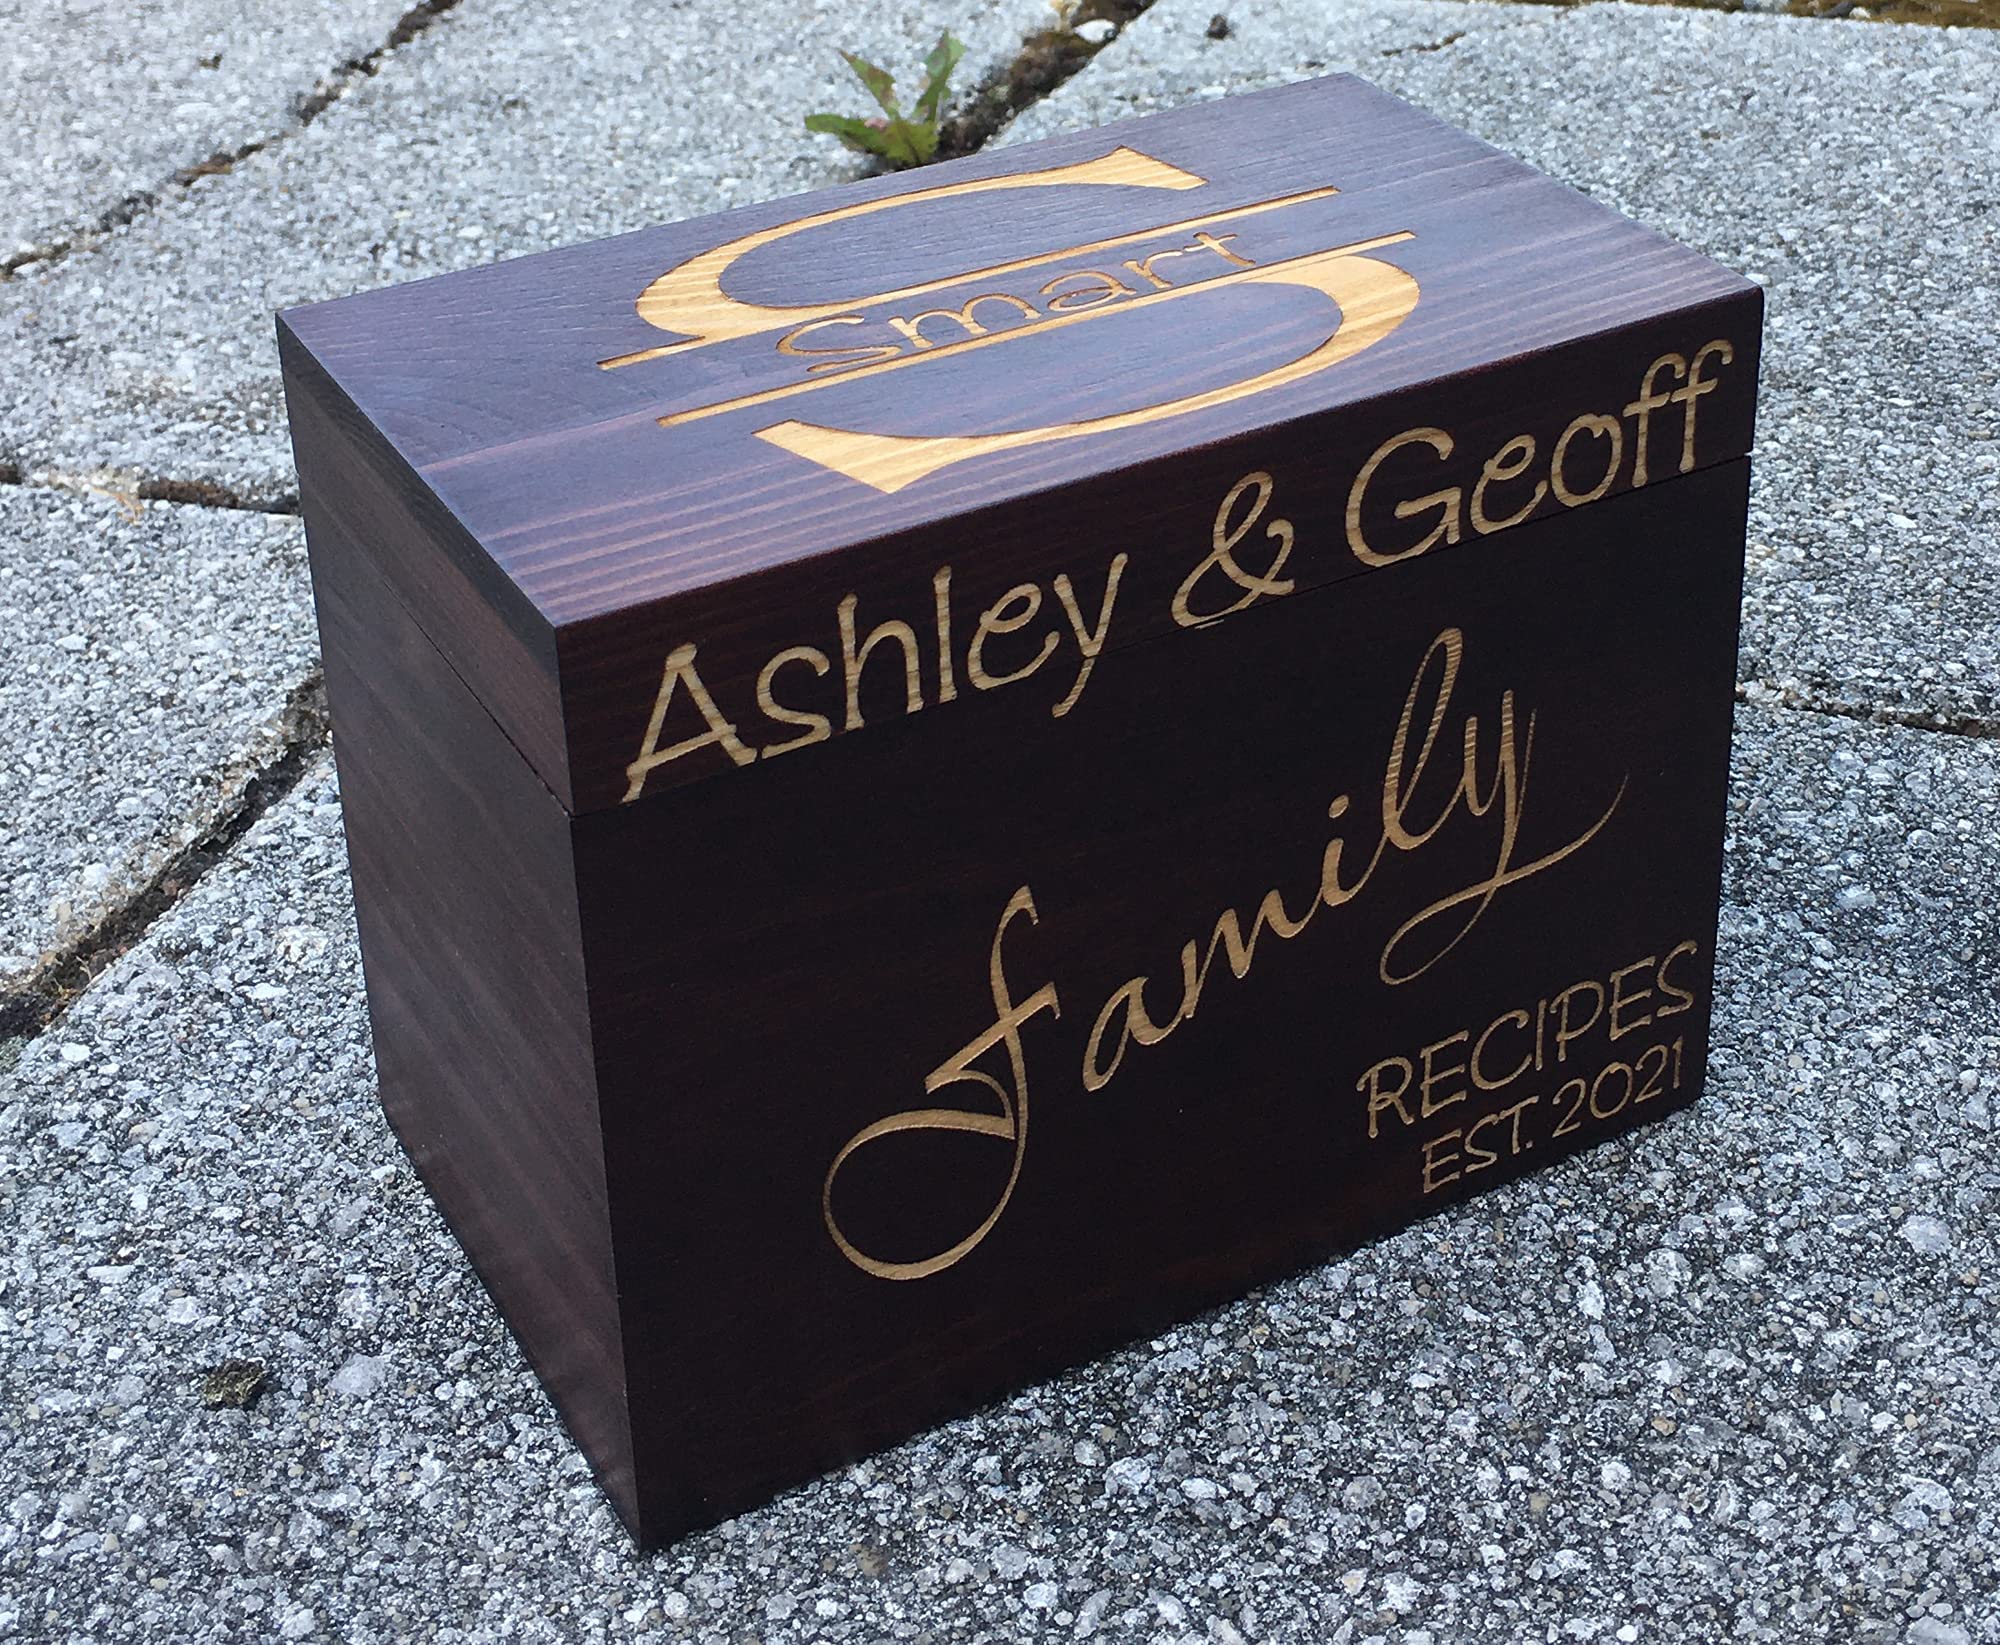 S
Smart
Ashley & Geoff
family
RECIPES
EST. 2021